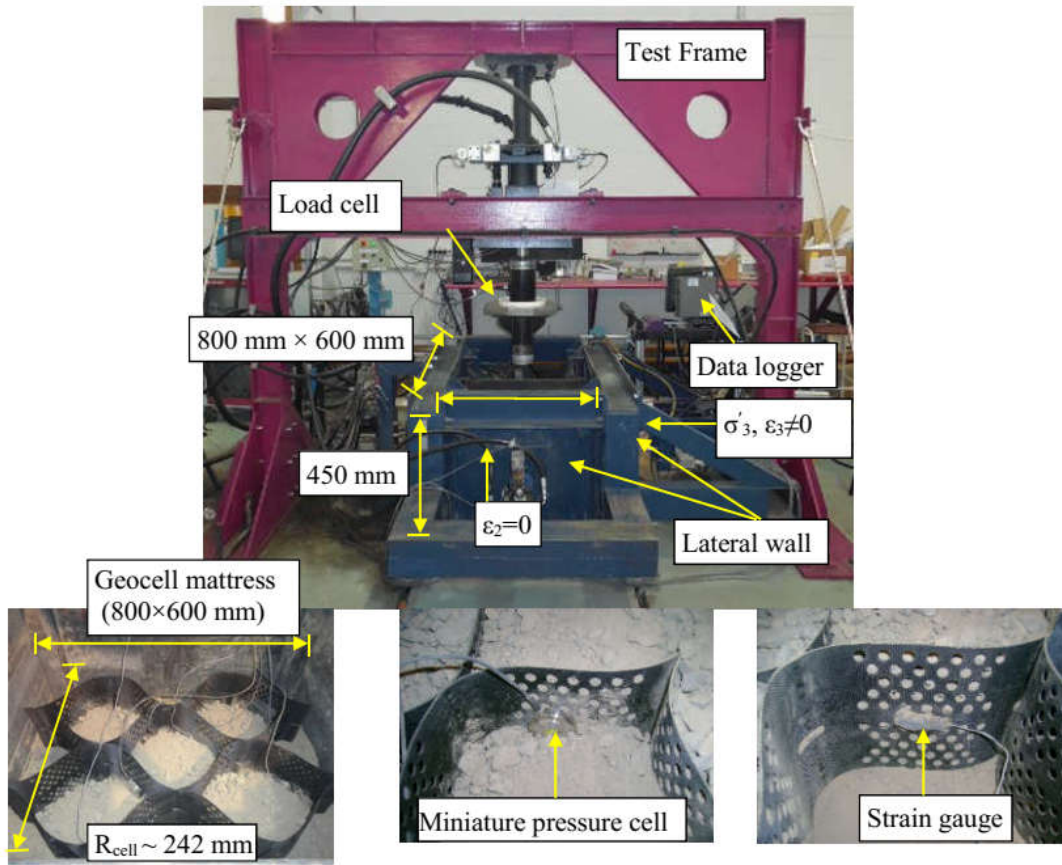 Test Frame
Load cell
800 mm × 600 mm
Data logger
σ′₃, ε₃≠0
450 mm
ε₂=0
Lateral wall
Geocell mattress
(800×600 mm)
R_cell ~ 242 mm
Miniature pressure cell
Strain gauge